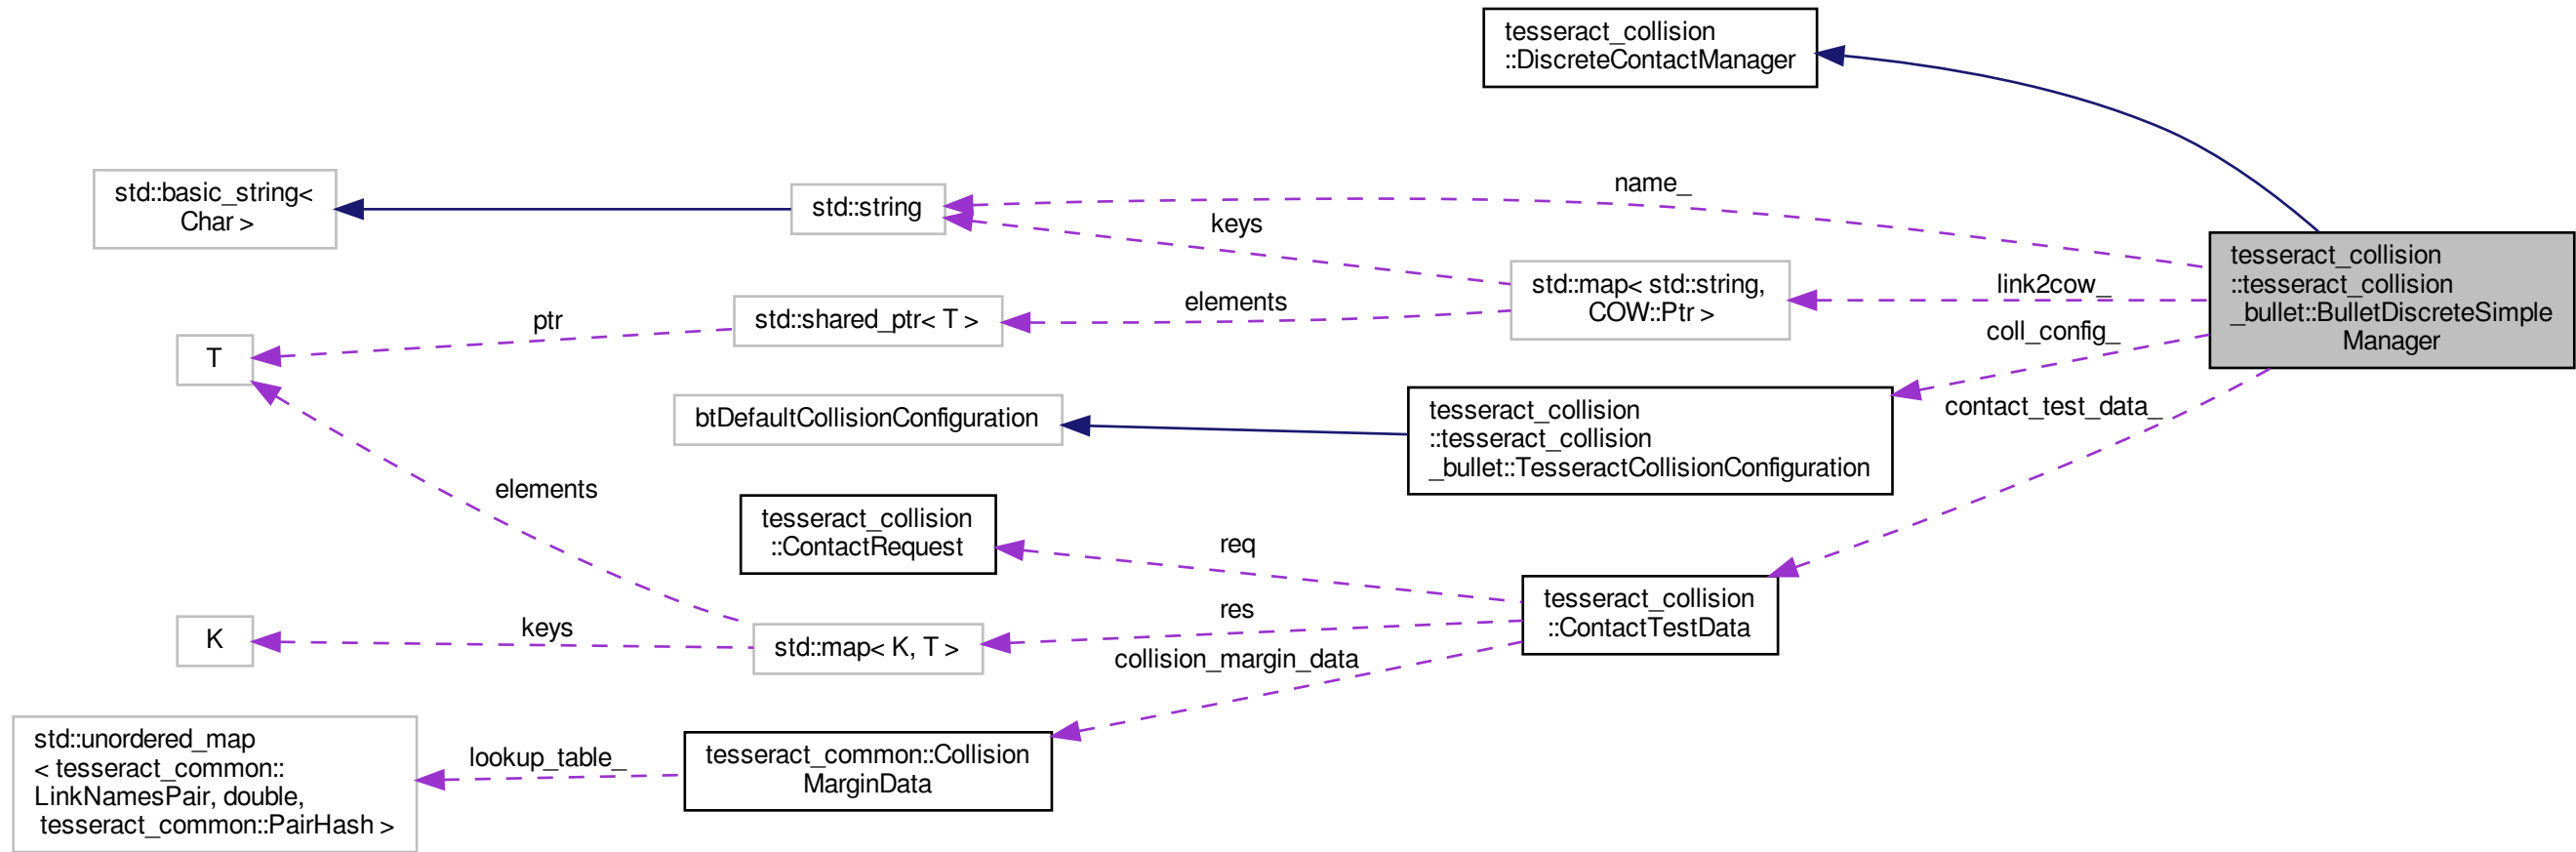 tesseract_collision
::DiscreteContactManager
std::basic_string<
Char >
std::string
name_
keys
tesseract_collision
::tesseract_collision
_bullet::BulletDiscreteSimple
Manager
std::map< std::string,
COW::Ptr >
link2cow_
elements
std::shared_ptr< T >
ptr
T
coll_config_
btDefaultCollisionConfiguration
tesseract_collision
::tesseract_collision
_bullet::TesseractCollisionConfiguration
contact_test_data_
elements
tesseract_collision
::ContactRequest
req
tesseract_collision
::ContactTestData
res
K
keys
std::map< K, T >
collision_margin_data
std::unordered_map
< tesseract_common::
LinkNamesPair, double,
tesseract_common::PairHash >
lookup_table_
tesseract_common::Collision
MarginData